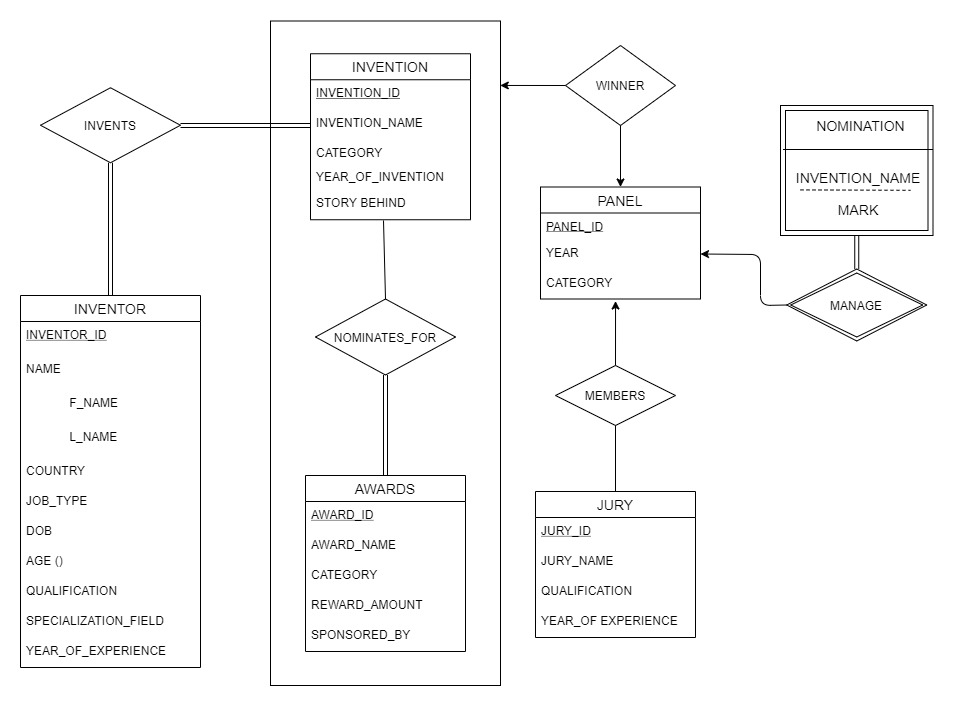 INVENTS
INVENTION
INVENTION_ID
INVENTION_NAME
CATEGORY
YEAR_OF_INVENTION
STORY BEHIND
WINNER
NOMINATION
INVENTION_NAME
MARK
PANEL
PANEL_ID
YEAR
CATEGORY
MANAGE
INVENTOR
INVENTOR_ID
NAME
F_NAME
L_NAME
COUNTRY
JOB_TYPE
DOB
AGE ()
QUALIFICATION
SPECIALIZATION_FIELD
YEAR_OF_EXPERIENCE
NOMINATES_FOR
MEMBERS
AWARDS
AWARD_ID
AWARD_NAME
CATEGORY
REWARD_AMOUNT
SPONSORED_BY
JURY
JURY_ID
JURY_NAME
QUALIFICATION
YEAR_OF EXPERIENCE